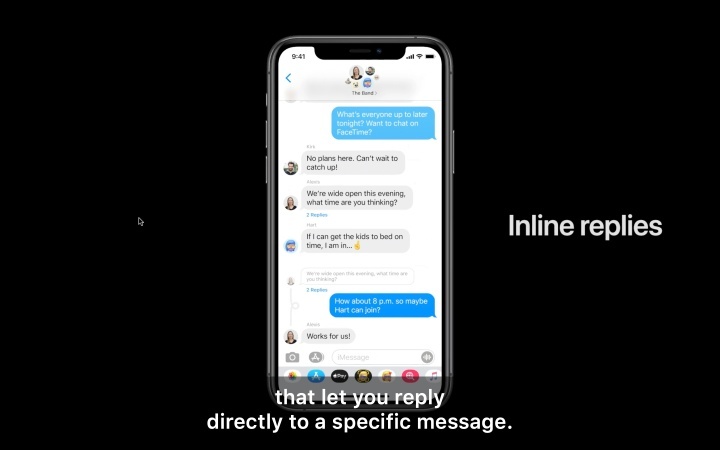 9:41
The Band
What's everyone up to later
tonight? Want to chat on
FaceTime?
Kirk
No plans here. Can't wait to
catch up!
We're wide open this evening,
what time are you thinking?
2 Replies
Hart
If I can get the kids to bed on
time, I am in...🤞
We're wide open this evening, what time are
you thinking?
2 Replies
How about 8 p.m. so maybe
Hart can join?
Works for us!
iMessage
Pay
Inline replies
that let you reply
directly to a specific message.